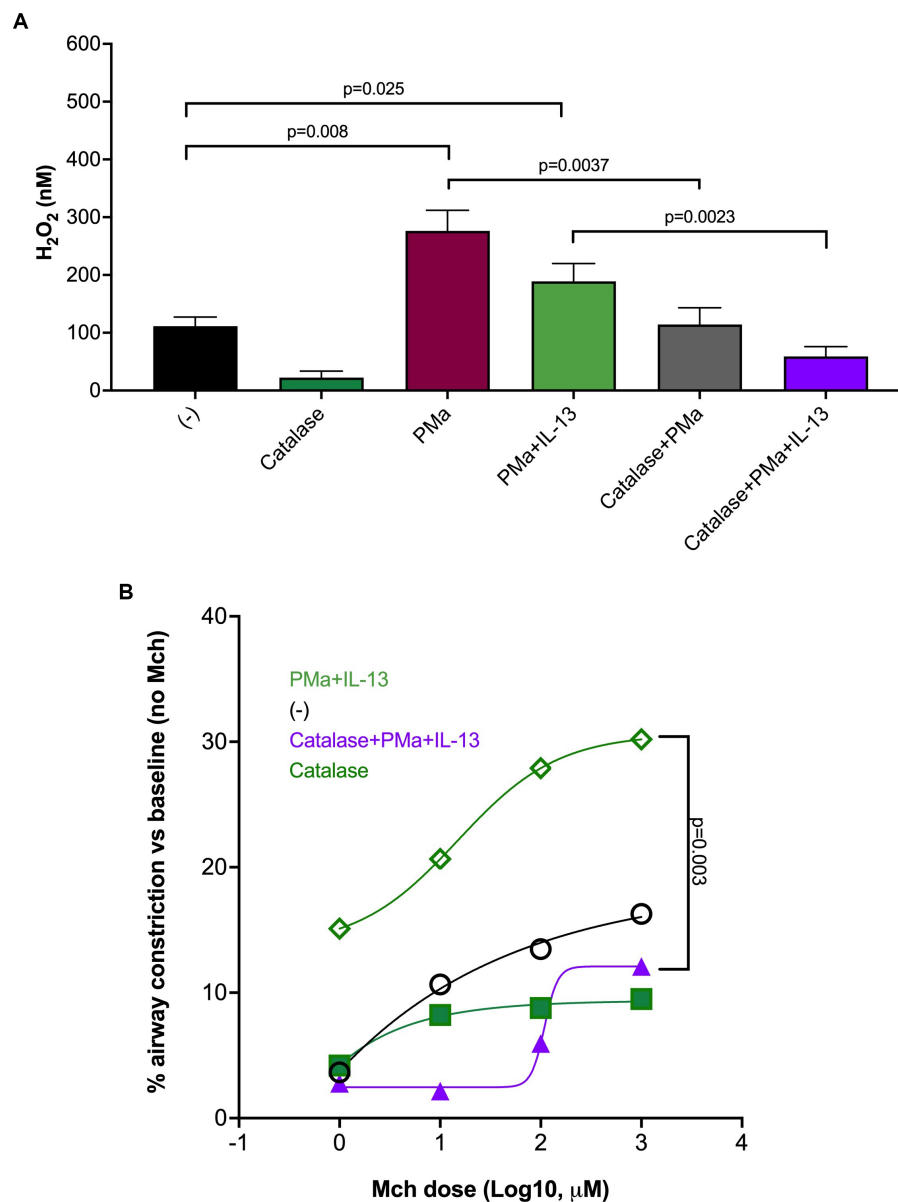 A
600
500
400
300
200
100
0
H2O2 (nM)
p=0.025
p=0.008
p=0.0037
p=0.0023
(-)
Catalase
PMa
PMa+IL-13
Catalase+PMa
Catalase+PMa+IL-13
B
40
30
20
10
0
% airway constriction vs baseline (no Mch)
PMa+IL-13
(-)
Catalase+PMa+IL-13
Catalase
p=0.003
-1 0 1 2 3 4
Mch dose (Log10, μM)